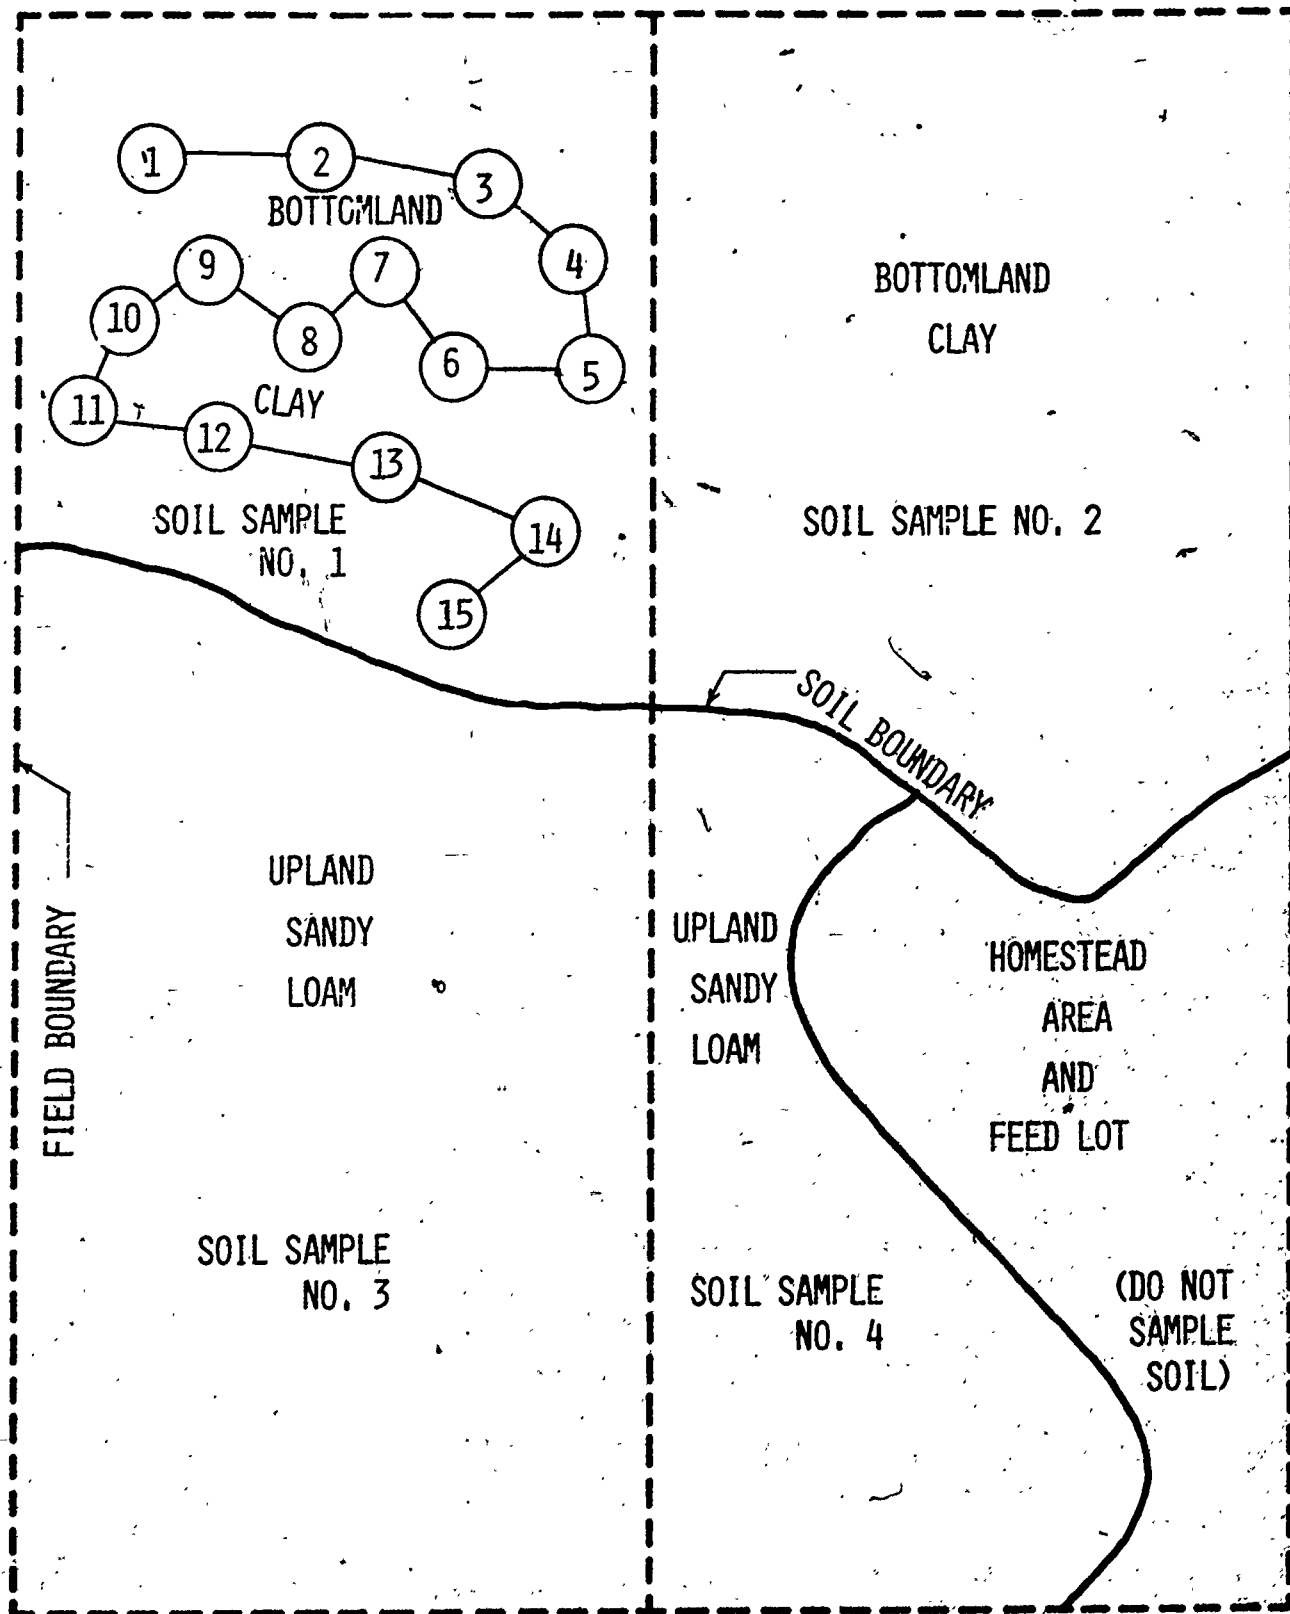 1
2
3
BOTTOMLAND
4
9
7
10
8
6
5
CLAY
11
12
13
14
SOIL SAMPLE
NO. 1
15
BOTTOMLAND
CLAY
SOIL SAMPLE NO. 2
SOIL BOUNDARY
FIELD BOUNDARY
UPLAND
SANDY
LOAM
SOIL SAMPLE
NO. 3
UPLAND
SANDY
LOAM
SOIL SAMPLE
NO. 4
HOMESTEAD
AREA
AND
FEED LOT
(DO NOT
SAMPLE
SOIL)